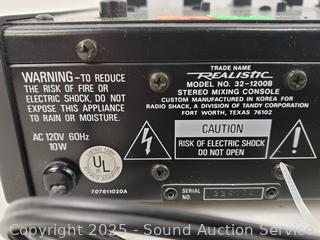 WARNING-TO REDUCE
THE RISK OF FIRE OR
ELECTRIC SHOCK, DO
NOT EXPOSE THIS APPLIANCE
TO RAIN OR MOISTURE.
AC 120V 60Hz
10W
UL
707611020A
TRADE NAME
REALISTIC
MODEL NO. 32-1200B
STEREO MIXING CONSOLE
CUSTOM MANUFACTURED IN KOREA FOR
RADIO SHACK, A DIVISION OF TANDY CORPORATION
FORT WORTH, TEXAS 76102
CAUTION
RISK OF ELECTRIC SHOCK
DO NOT OPEN
SERIAL
NO.
Copyright 2025 - Sound Auction Service